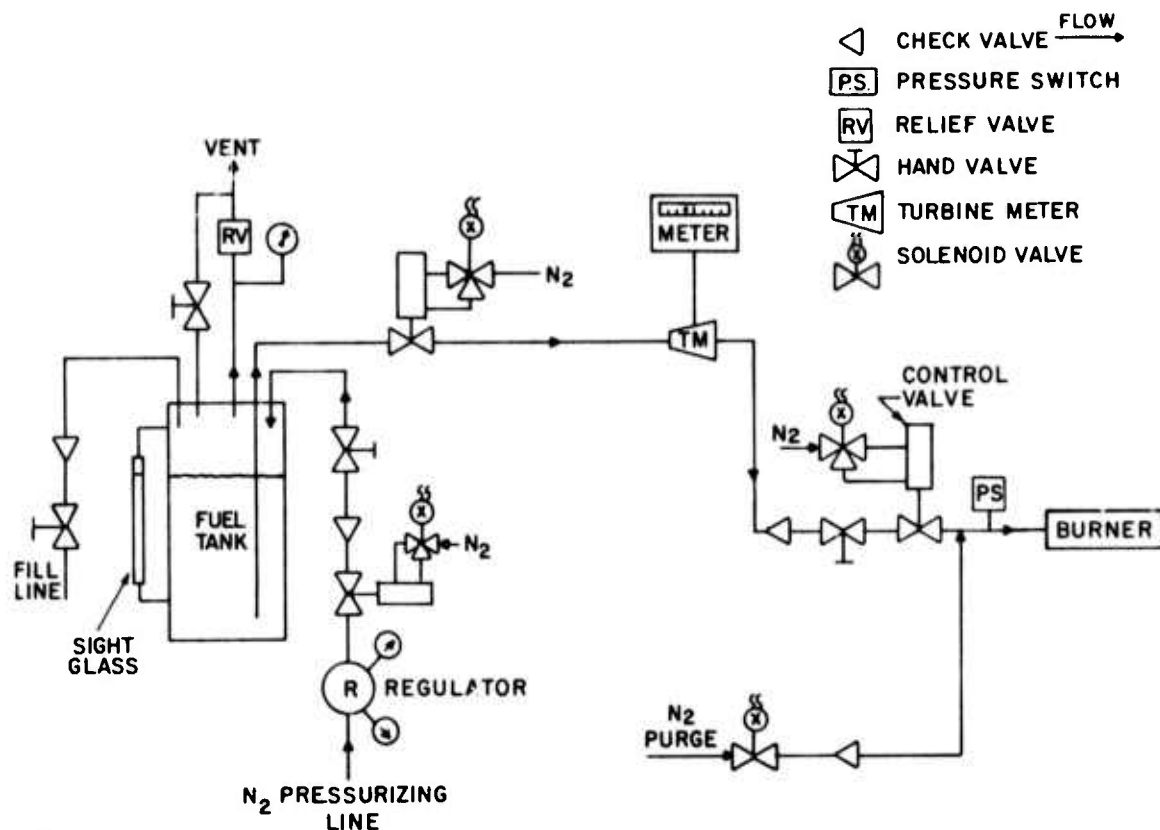 FLOW
CHECK VALVE
P.S. PRESSURE SWITCH
RV RELIEF VALVE
HAND VALVE
TM TURBINE METER
SOLENOID VALVE
VENT
RV
METER
N2
TM
CONTROL
VALVE
N2
PS
BURNER
FUEL
TANK
N2
FILL
LINE
SIGHT
GLASS
R REGULATOR
N2
PURGE
N2 PRESSURIZING
LINE